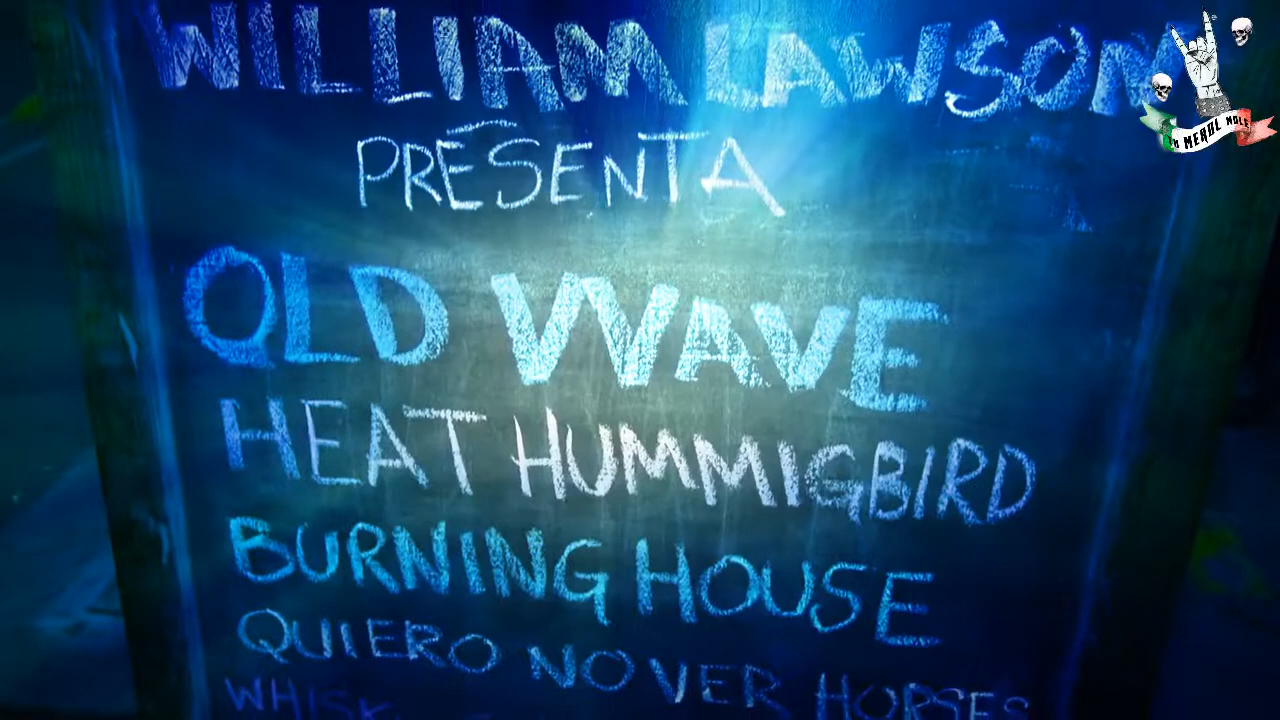 WILLIAM LAWSON
PRESENTA
OLD WAVE
HEAT HUMMIGBIRD
BURNING HOUSE
QUIERO NO VER HORSES